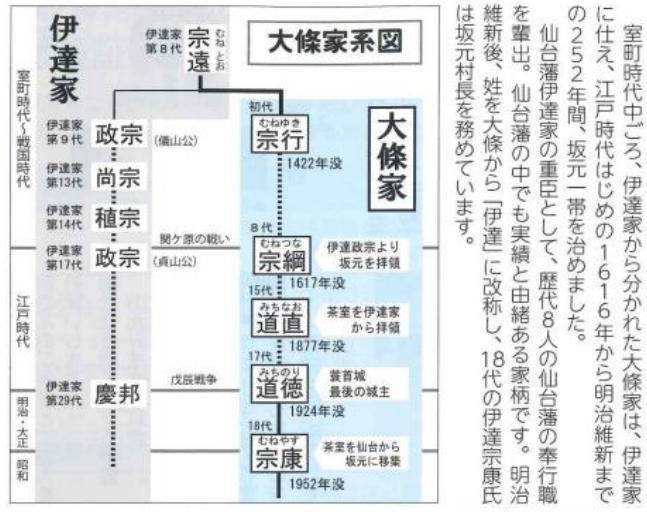 室町時代中ごろ、伊達家から分かれた大條家は、伊達家
に仕え、江戸時代はじめの1616年から明治維新まで
の252年間、坂元一帯を治めました。
仙台藩伊達家の重臣として、歴代8人の仙台藩の奉行職
を輩出。仙台藩の中でも実績と由緒ある家柄です。明治
維新後、姓を大條から「伊達」に改称し、18代の伊達宗康氏
は坂元村長を務めています。
大條家系図
伊達家
大條家
伊達家
第8代
宗遠
むねとお
初代
むねゆき
宗行
1422年没
伊達家
第9代
政宗
(儀山公)
伊達家
第13代
尚宗
伊達家
第14代
稙宗
関ケ原の戦い
伊達家
第17代
政宗
(貞山公)
8代
むねつな
宗綱
1617年没
伊達政宗より
坂元を拝領
15代
みちなお
道直
1877年没
茶室を伊達家
から拝領
戊辰戦争
伊達家
第29代
慶邦
17代
みちのり
道徳
1924年没
蓑首城
最後の城主
18代
むねやす
宗康
1952年没
茶室を仙台から
坂元に移築
室町時代~戦国時代
江戸時代
明治・大正
昭和